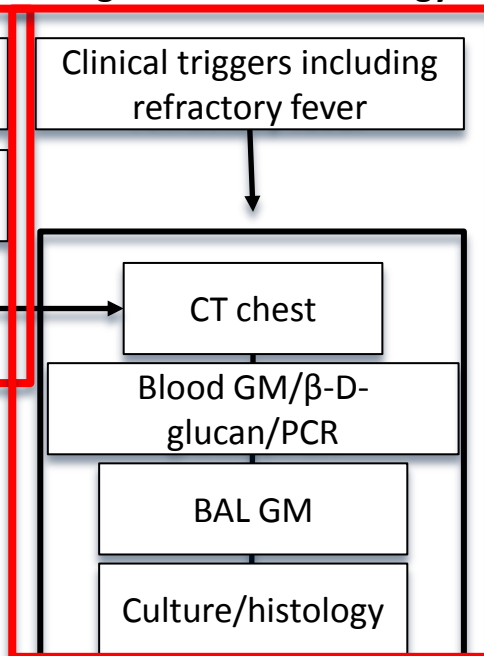 Clinical triggers including
refractory fever
CT chest
Blood GM/β-D-
glucan/PCR
BAL GM
Culture/histology